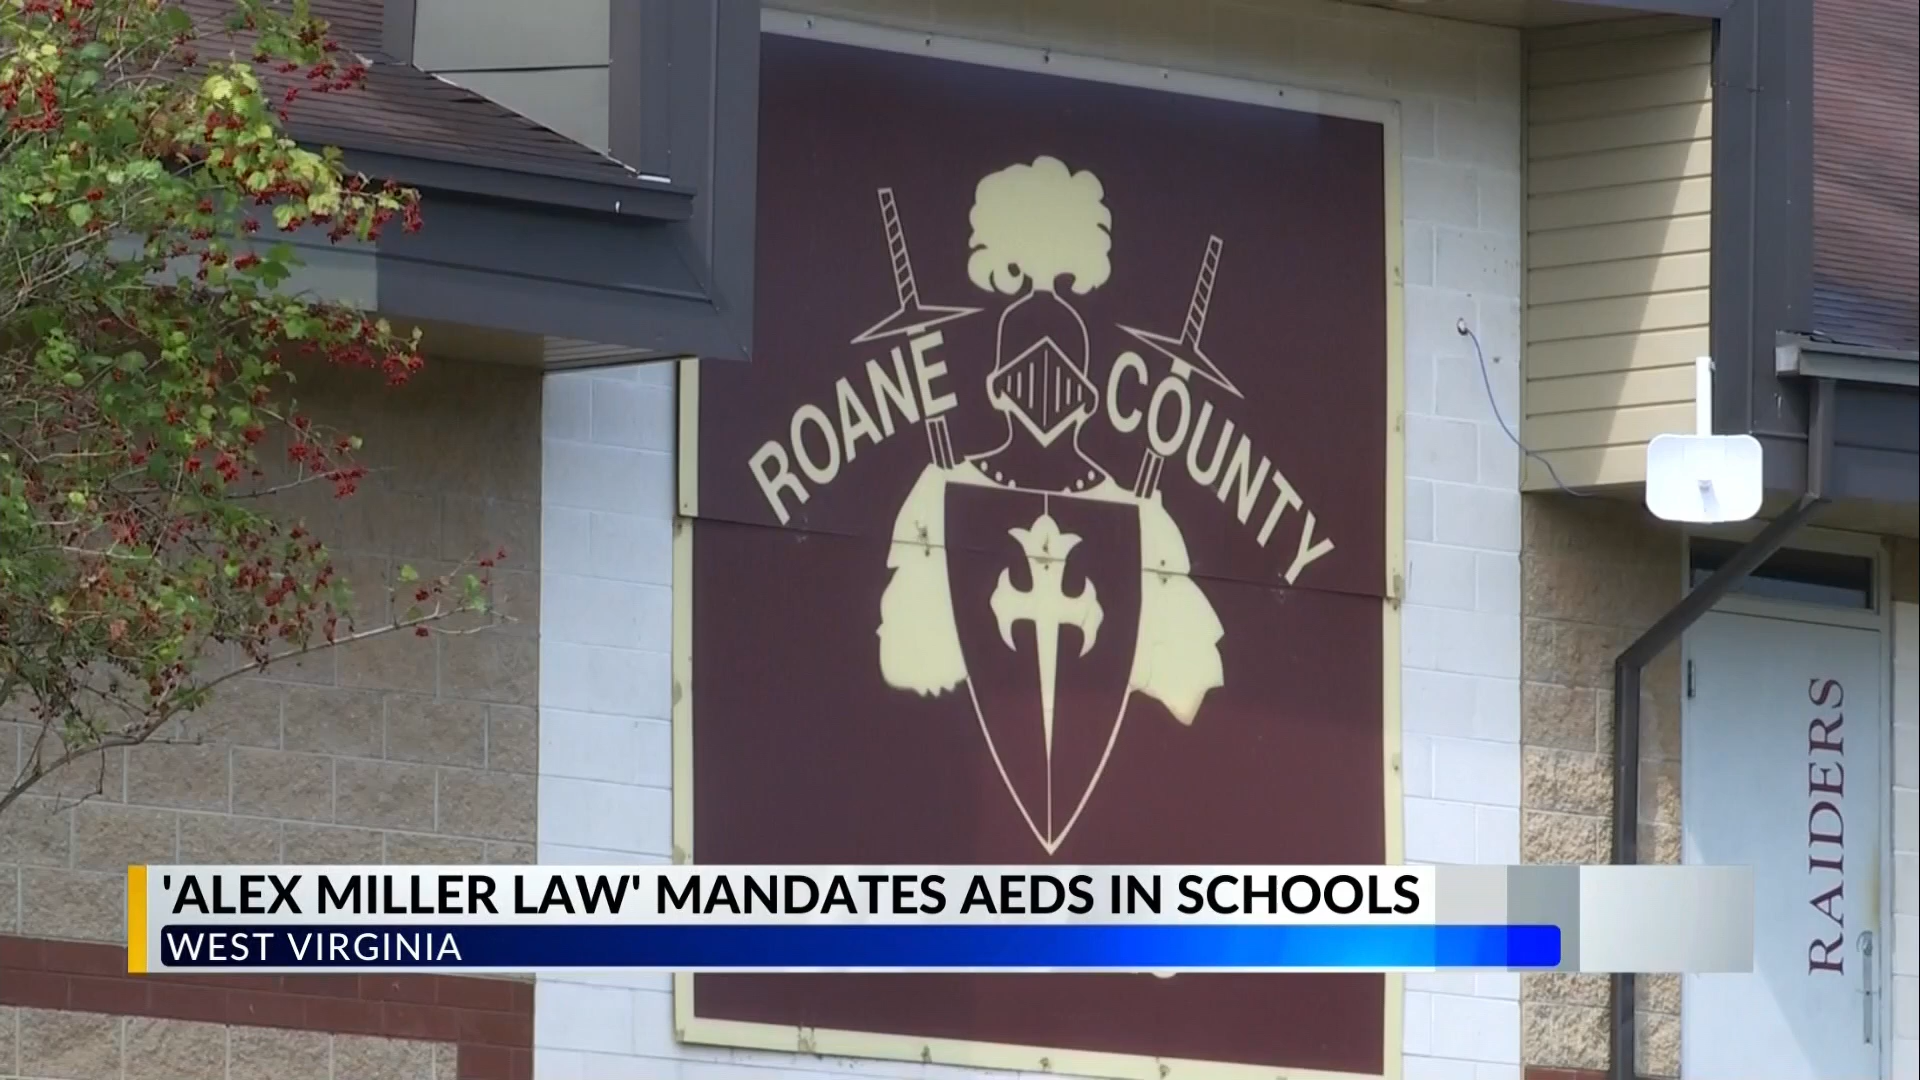 ROANE COUNTY
RAIDERS
'ALEX MILLER LAW' MANDATES AEDS IN SCHOOLS
WEST VIRGINIA